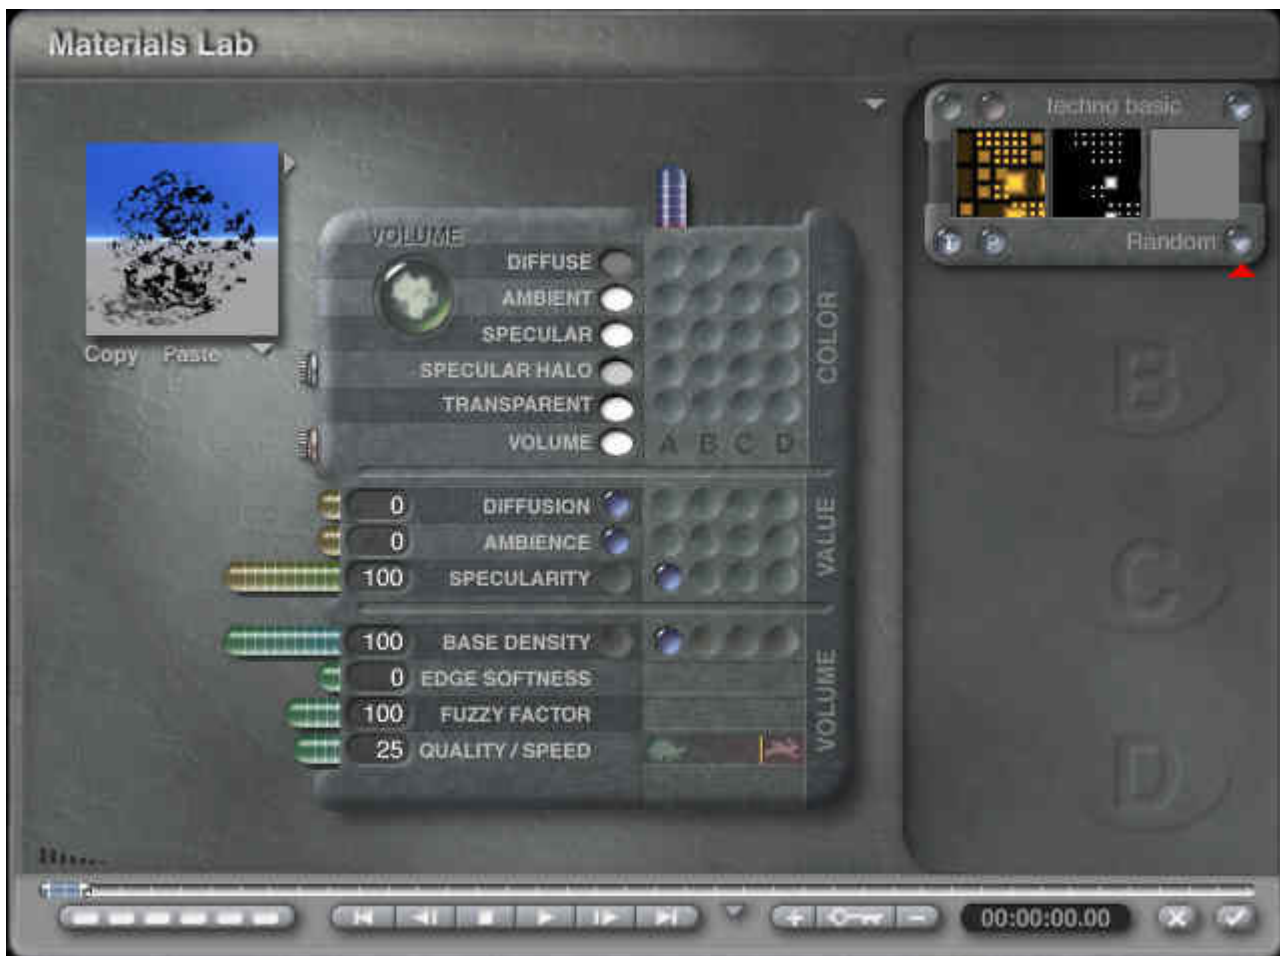 Materials Lab
techno basic
T P Random
Copy Paste
VOLUME
DIFFUSE
AMBIENT
SPECULAR
SPECULAR HALO
TRANSPARENT
VOLUME
A B C D
COLOR
0 DIFFUSION
0 AMBIENCE
100 SPECULARITY
VALUE
100 BASE DENSITY
0 EDGE SOFTNESS
100 FUZZY FACTOR
25 QUALITY / SPEED
VOLUME
B
C
D
00:00:00.00